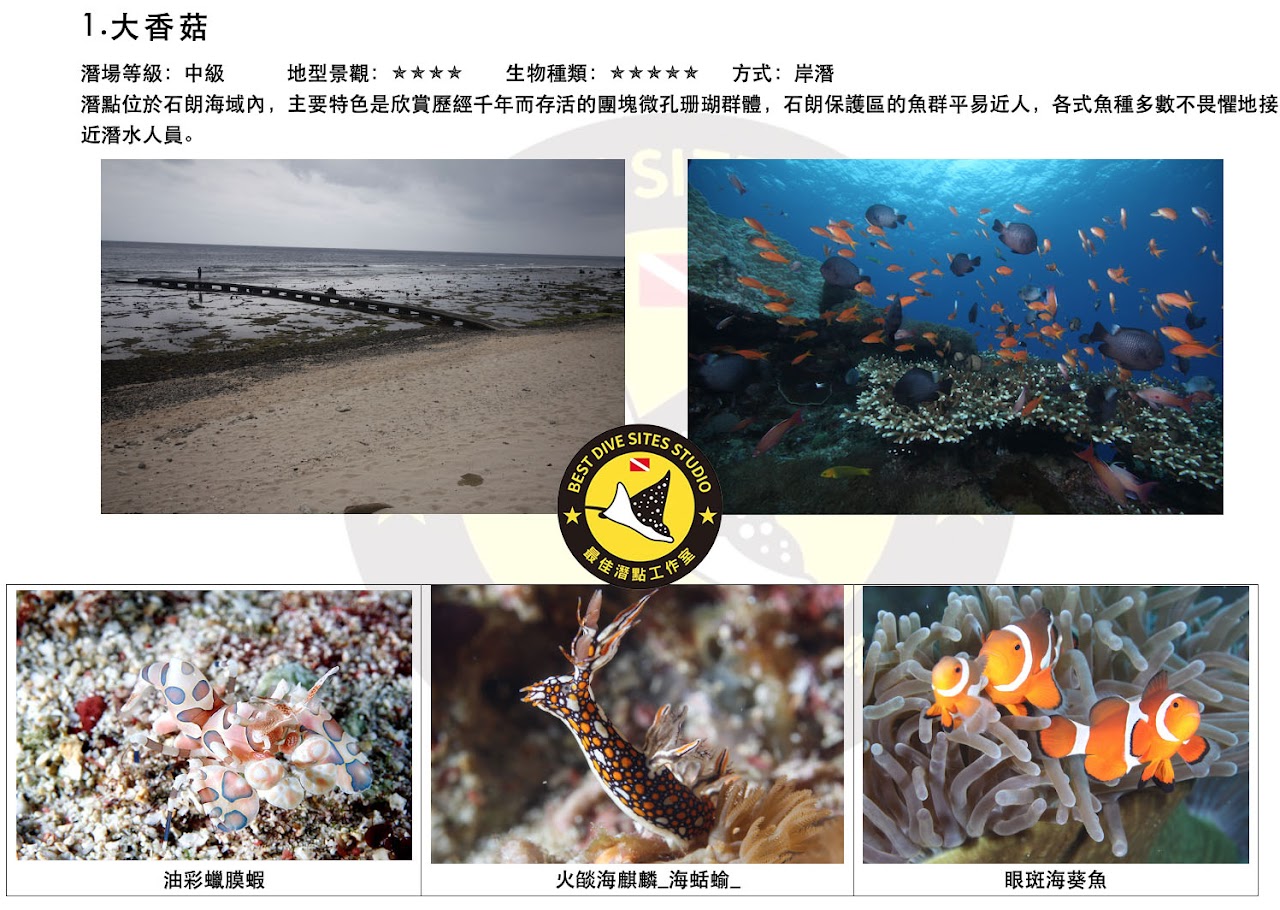 1.大香菇
潛場等級：中級 地型景觀：★★★★ 生物種類：★★★★★ 方式：岸潛
潛點位於石朗海域內，主要特色是欣賞歷經千年而存活的團塊微孔珊瑚群體，石朗保護區的魚群平易近人，各式魚種多數不畏懼地接
近潛水人員。
SITE
BEST DIVE SITES STUDIO
最佳潛點工作室
油彩蠟膜蝦
火燄海麒麟_海蛞蝓_
眼斑海葵魚